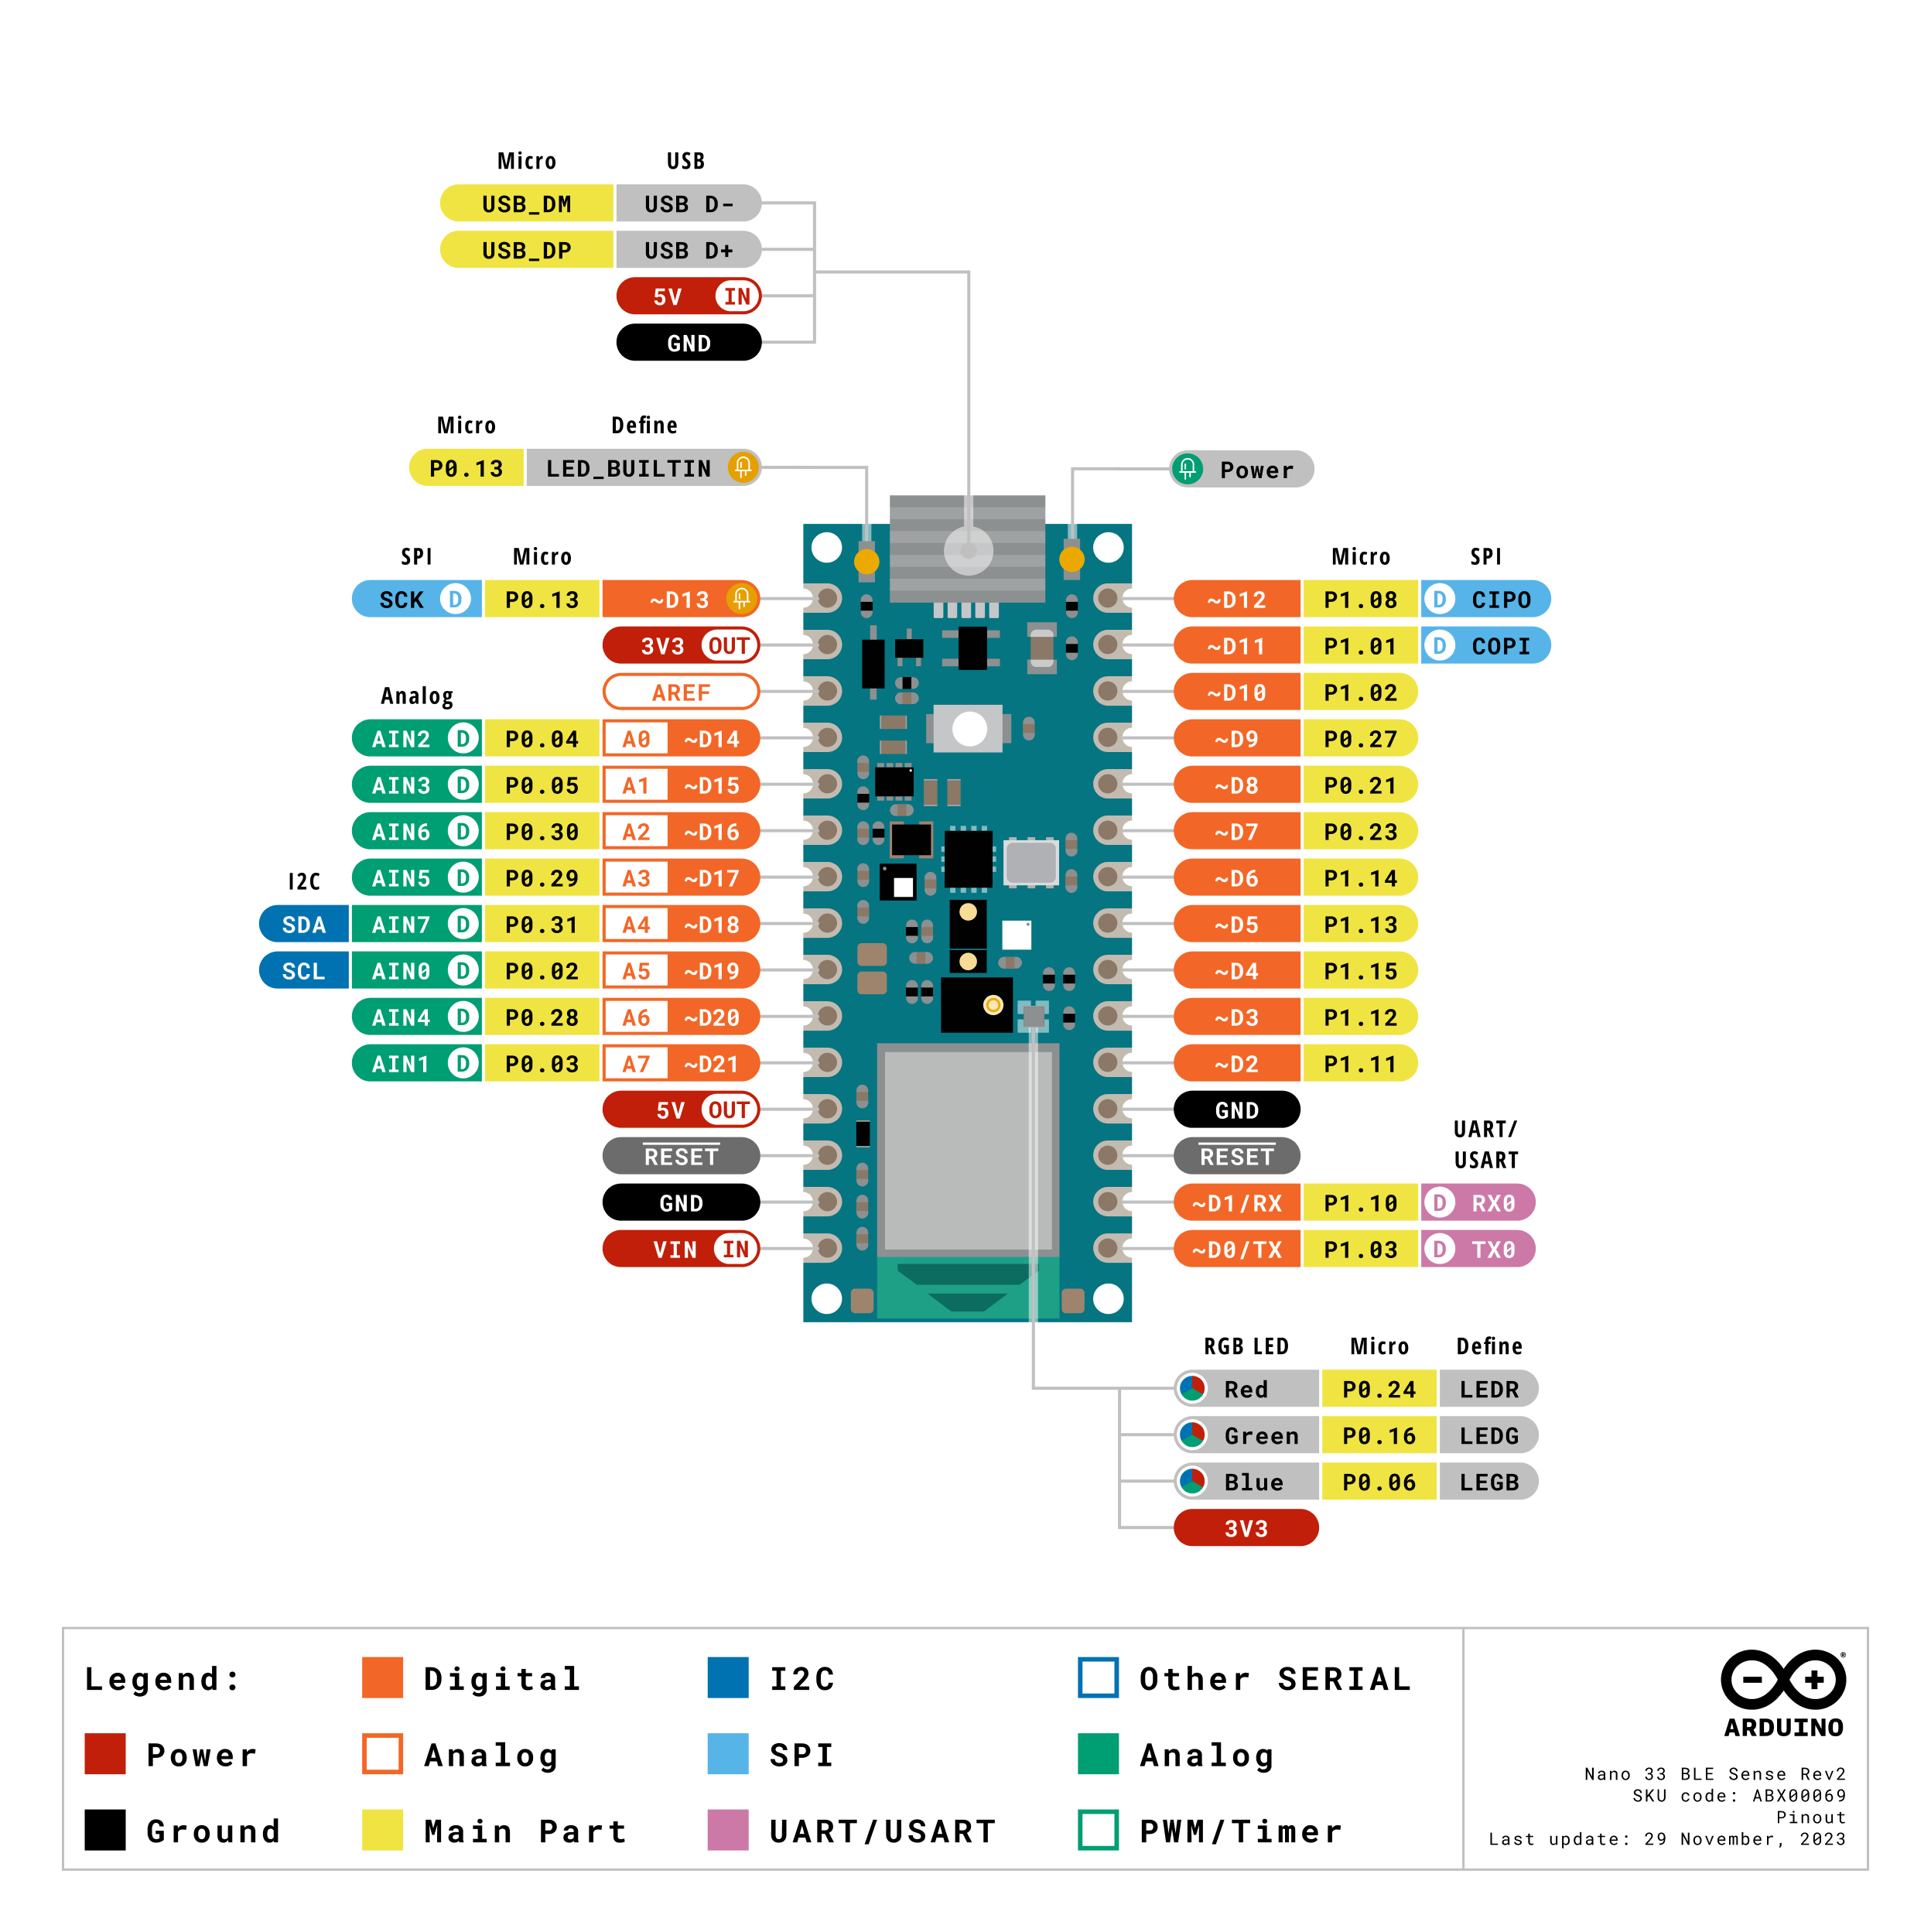 Micro USB
USB_DM USB D-
USB_DP USB D+
5V IN
GND
Micro Define
P0.13 LED_BUILTIN
Power
SPI Micro
SCK D P0.13 ~D13
3V3 OUT
AREF
Analog
AIN2 D P0.04 A0 ~D14
AIN3 D P0.05 A1 ~D15
AIN6 D P0.30 A2 ~D16
I2C
AIN5 D P0.29 A3 ~D17
SDA AIN7 D P0.31 A4 ~D18
SCL AIN0 D P0.02 A5 ~D19
AIN4 D P0.28 A6 ~D20
AIN1 D P0.03 A7 ~D21
5V OUT
RESET
GND
VIN IN
Micro SPI
~D12 P1.08 D CIPO
~D11 P1.01 D COPI
~D10 P1.02
~D9 P0.27
~D8 P0.21
~D7 P0.23
~D6 P1.14
~D5 P1.13
~D4 P1.15
~D3 P1.12
~D2 P1.11
GND
UART/
USART
RESET
~D1/RX P1.10 D RX0
~D0/TX P1.03 D TX0
RGB LED Micro Define
Red P0.24 LEDR
Green P0.16 LEDG
Blue P0.06 LEGB
3V3
Legend: Digital I2C Other SERIAL
Power Analog SPI Analog
Ground Main Part UART/USART PWM/Timer
®
ARDUINO
Nano 33 BLE Sense Rev2
SKU code: ABX00069
Pinout
Last update: 29 November, 2023